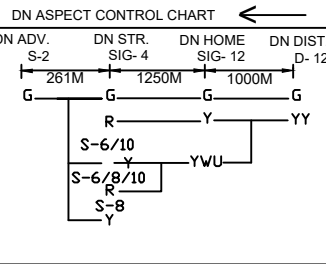 DN ASPECT CONTROL CHART
DN ADV. DN STR. DN HOME DN DIST
S-2 SIG- 4 SIG- 12 D- 12
261M 1250M 1000M
G G G G
R Y YY
S-6/10
Y YWU
S-6/8/10
R
S-8
Y